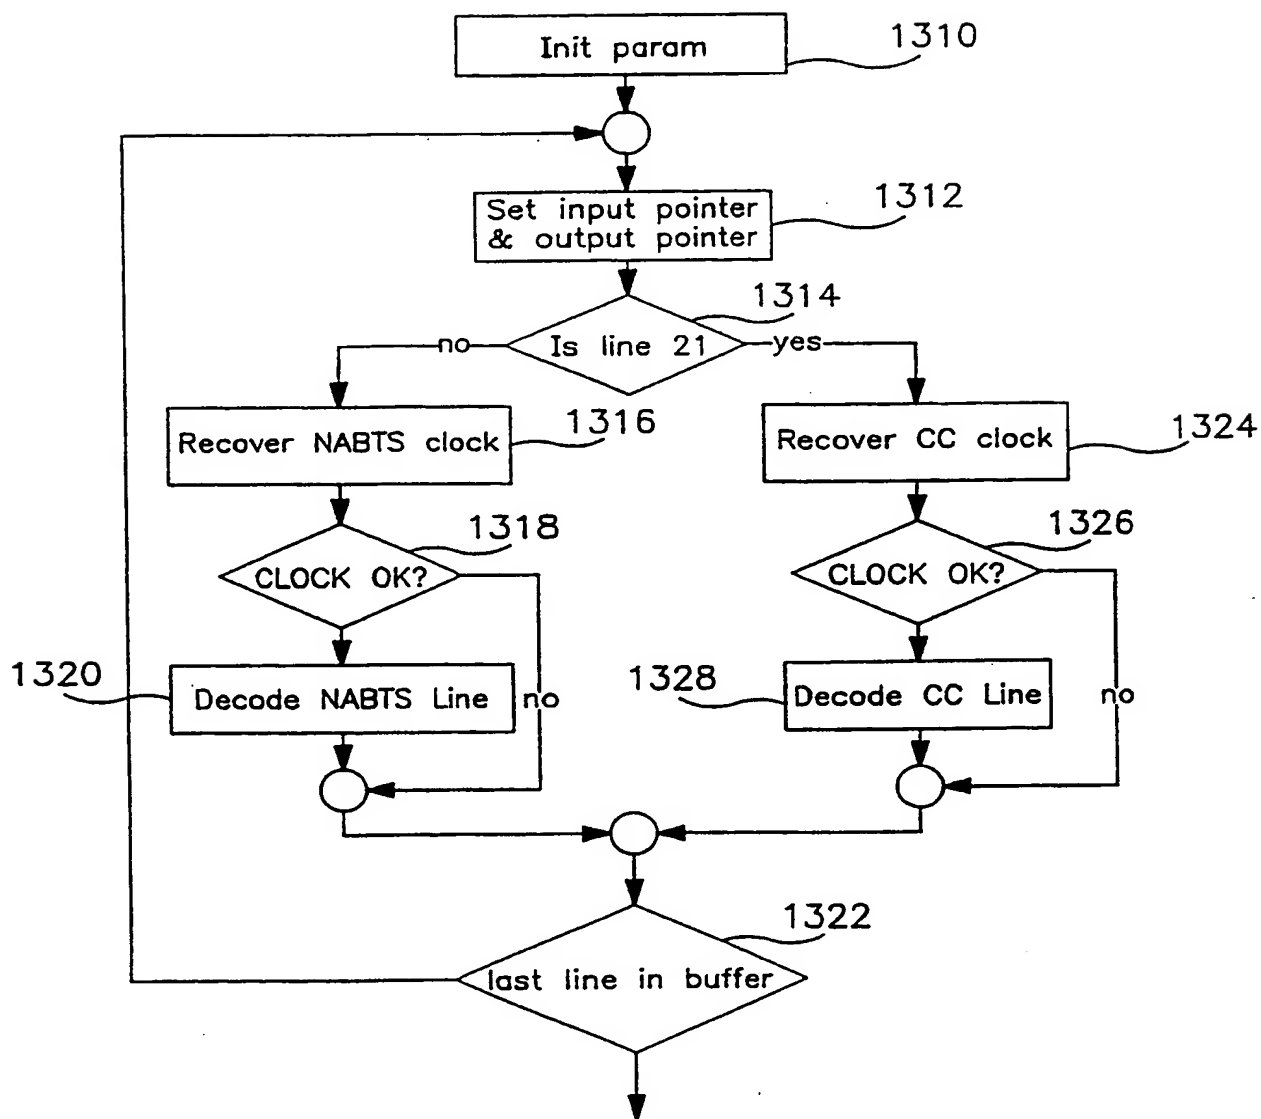 Init param
1310
Set input pointer
& output pointer
1312
1314
Is line 21
no
yes
Recover NABTS clock
1316
Recover CC clock
1324
1318
CLOCK OK?
1326
CLOCK OK?
1320
Decode NABTS Line
no
1328
Decode CC Line
no
1322
last line in buffer